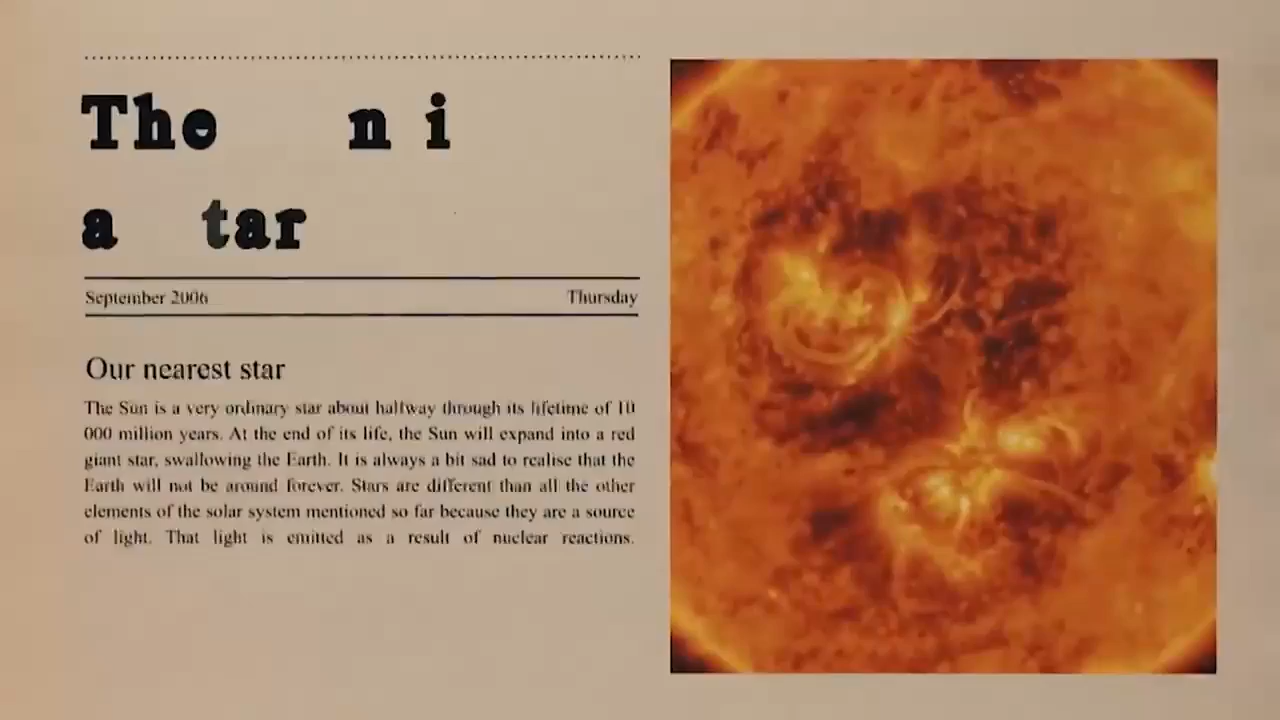 The n i
a tar
September 2006 Thursday
Our nearest star
The Sun is a very ordinary star about halfway through its lifetime of 10
000 million years. At the end of its life, the Sun will expand into a red
giant star, swallowing the Earth. It is always a bit sad to realise that the
Earth will not be around forever. Stars are different than all the other
elements of the solar system mentioned so far because they are a source
of light. That light is emitted as a result of nuclear reactions.